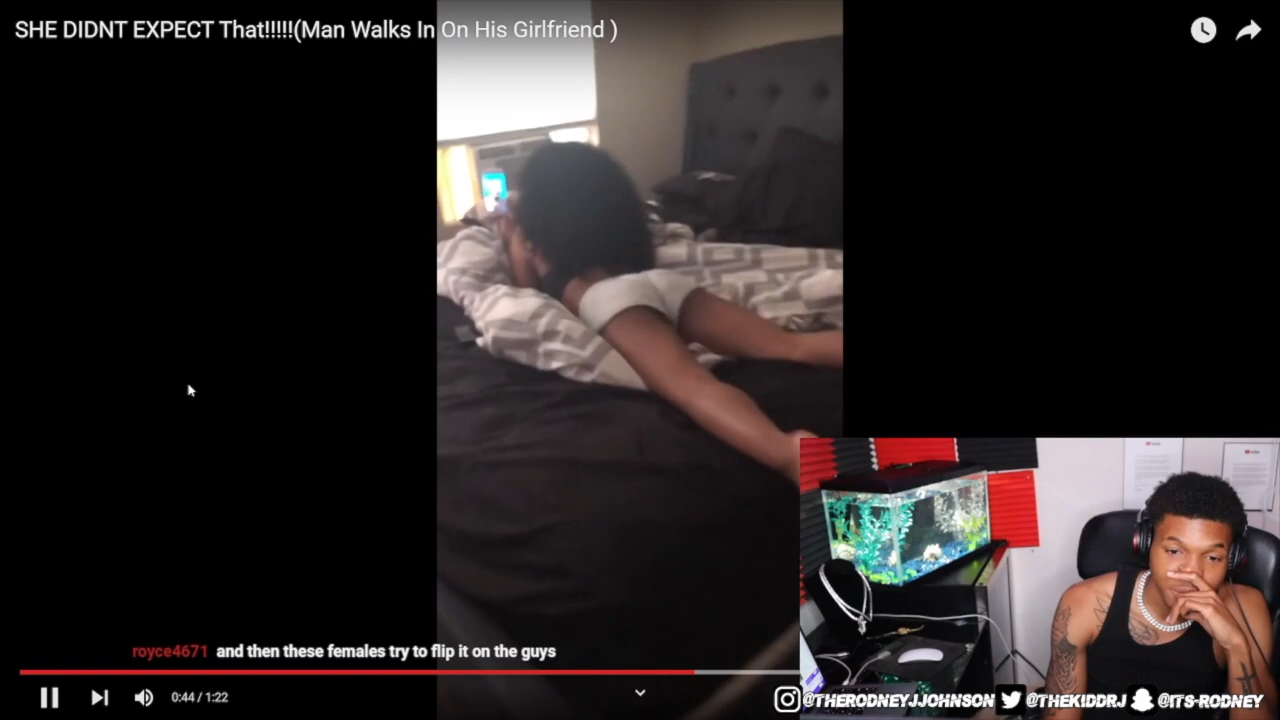 SHE DIDNT EXPECT That!!!!!(Man Walks In On His Girlfriend )
royce4671 and then these females try to flip it on the guys
0:44 / 1:22
@THERODNEYJJOHNSON @THEKIDDRJ @ITS-RODNEY